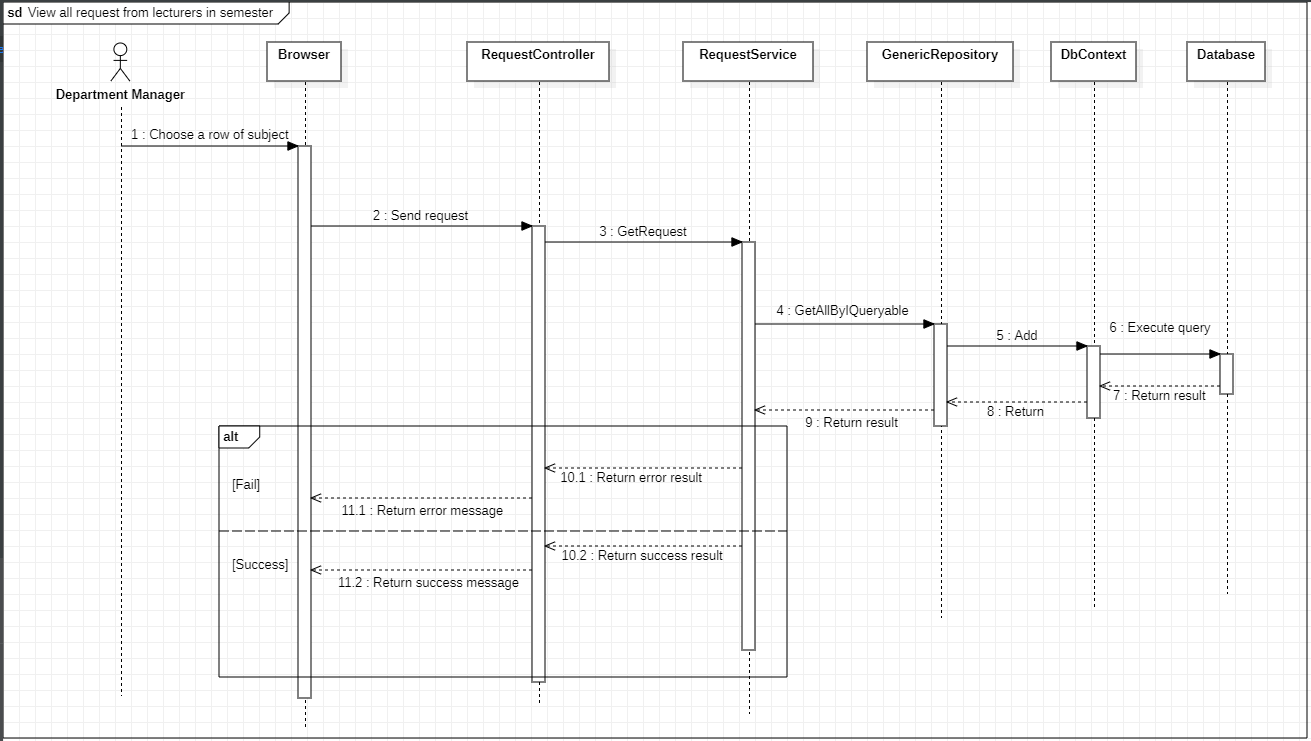 sd View all request from lecturers in semester
Department Manager
Browser
RequestController
RequestService
GenericRepository
DbContext
Database
1 : Choose a row of subject
2 : Send request
3 : GetRequest
4 : GetAllByIQueryable
5 : Add
6 : Execute query
7 : Return result
8 : Return
9 : Return result
alt
[Fail]
10.1 : Return error result
11.1 : Return error message
[Success]
10.2 : Return success result
11.2 : Return success message